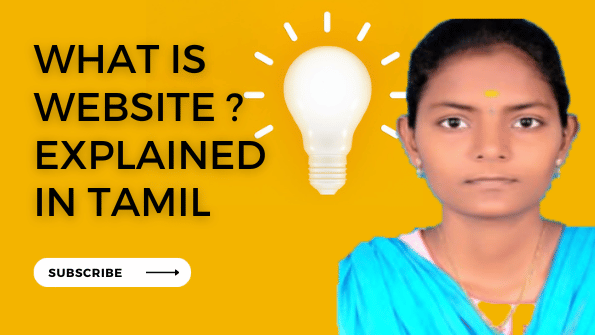 WHAT IS
WEBSITE ?
EXPLAINED
IN TAMIL
SUBSCRIBE